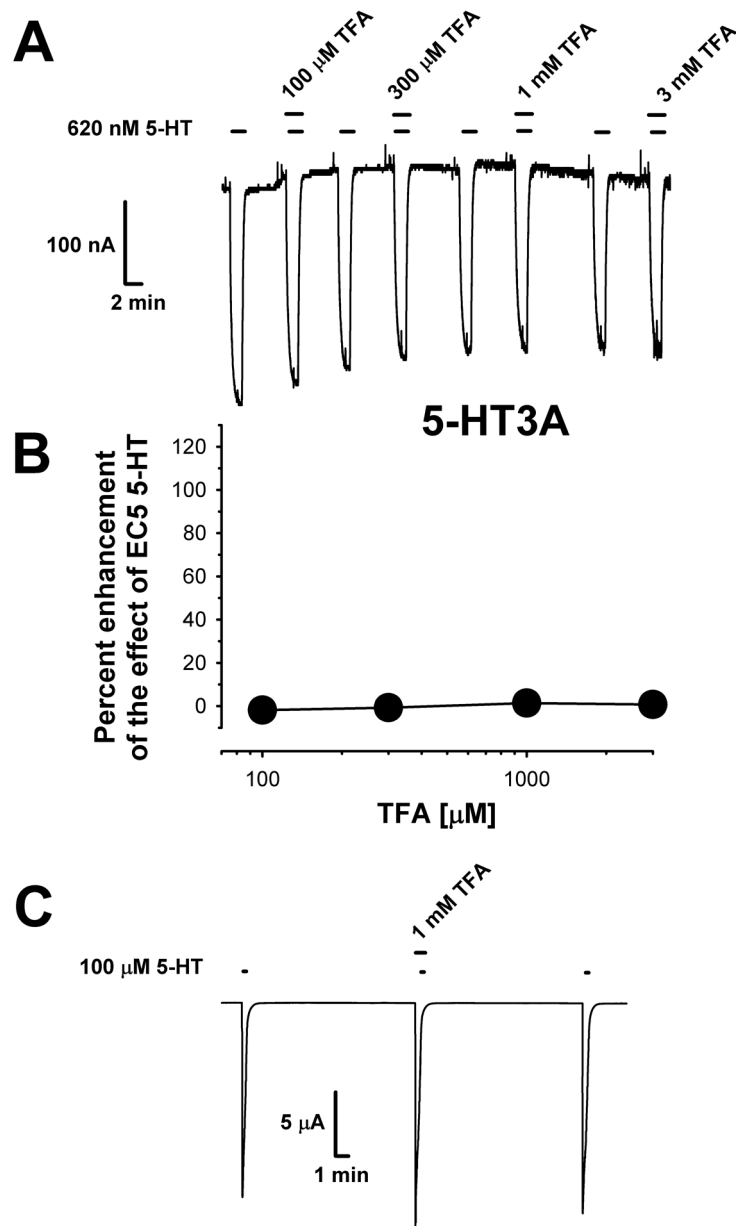 A
100 μM TFA
300 μM TFA
1 mM TFA
3 mM TFA
620 nM 5-HT
100 nA
2 min
5-HT3A
B
Percent enhancement
of the effect of EC5 5-HT
120
100
80
60
40
20
0
100
1000
TFA [μM]
C
1 mM TFA
100 μM 5-HT
5 μA
1 min